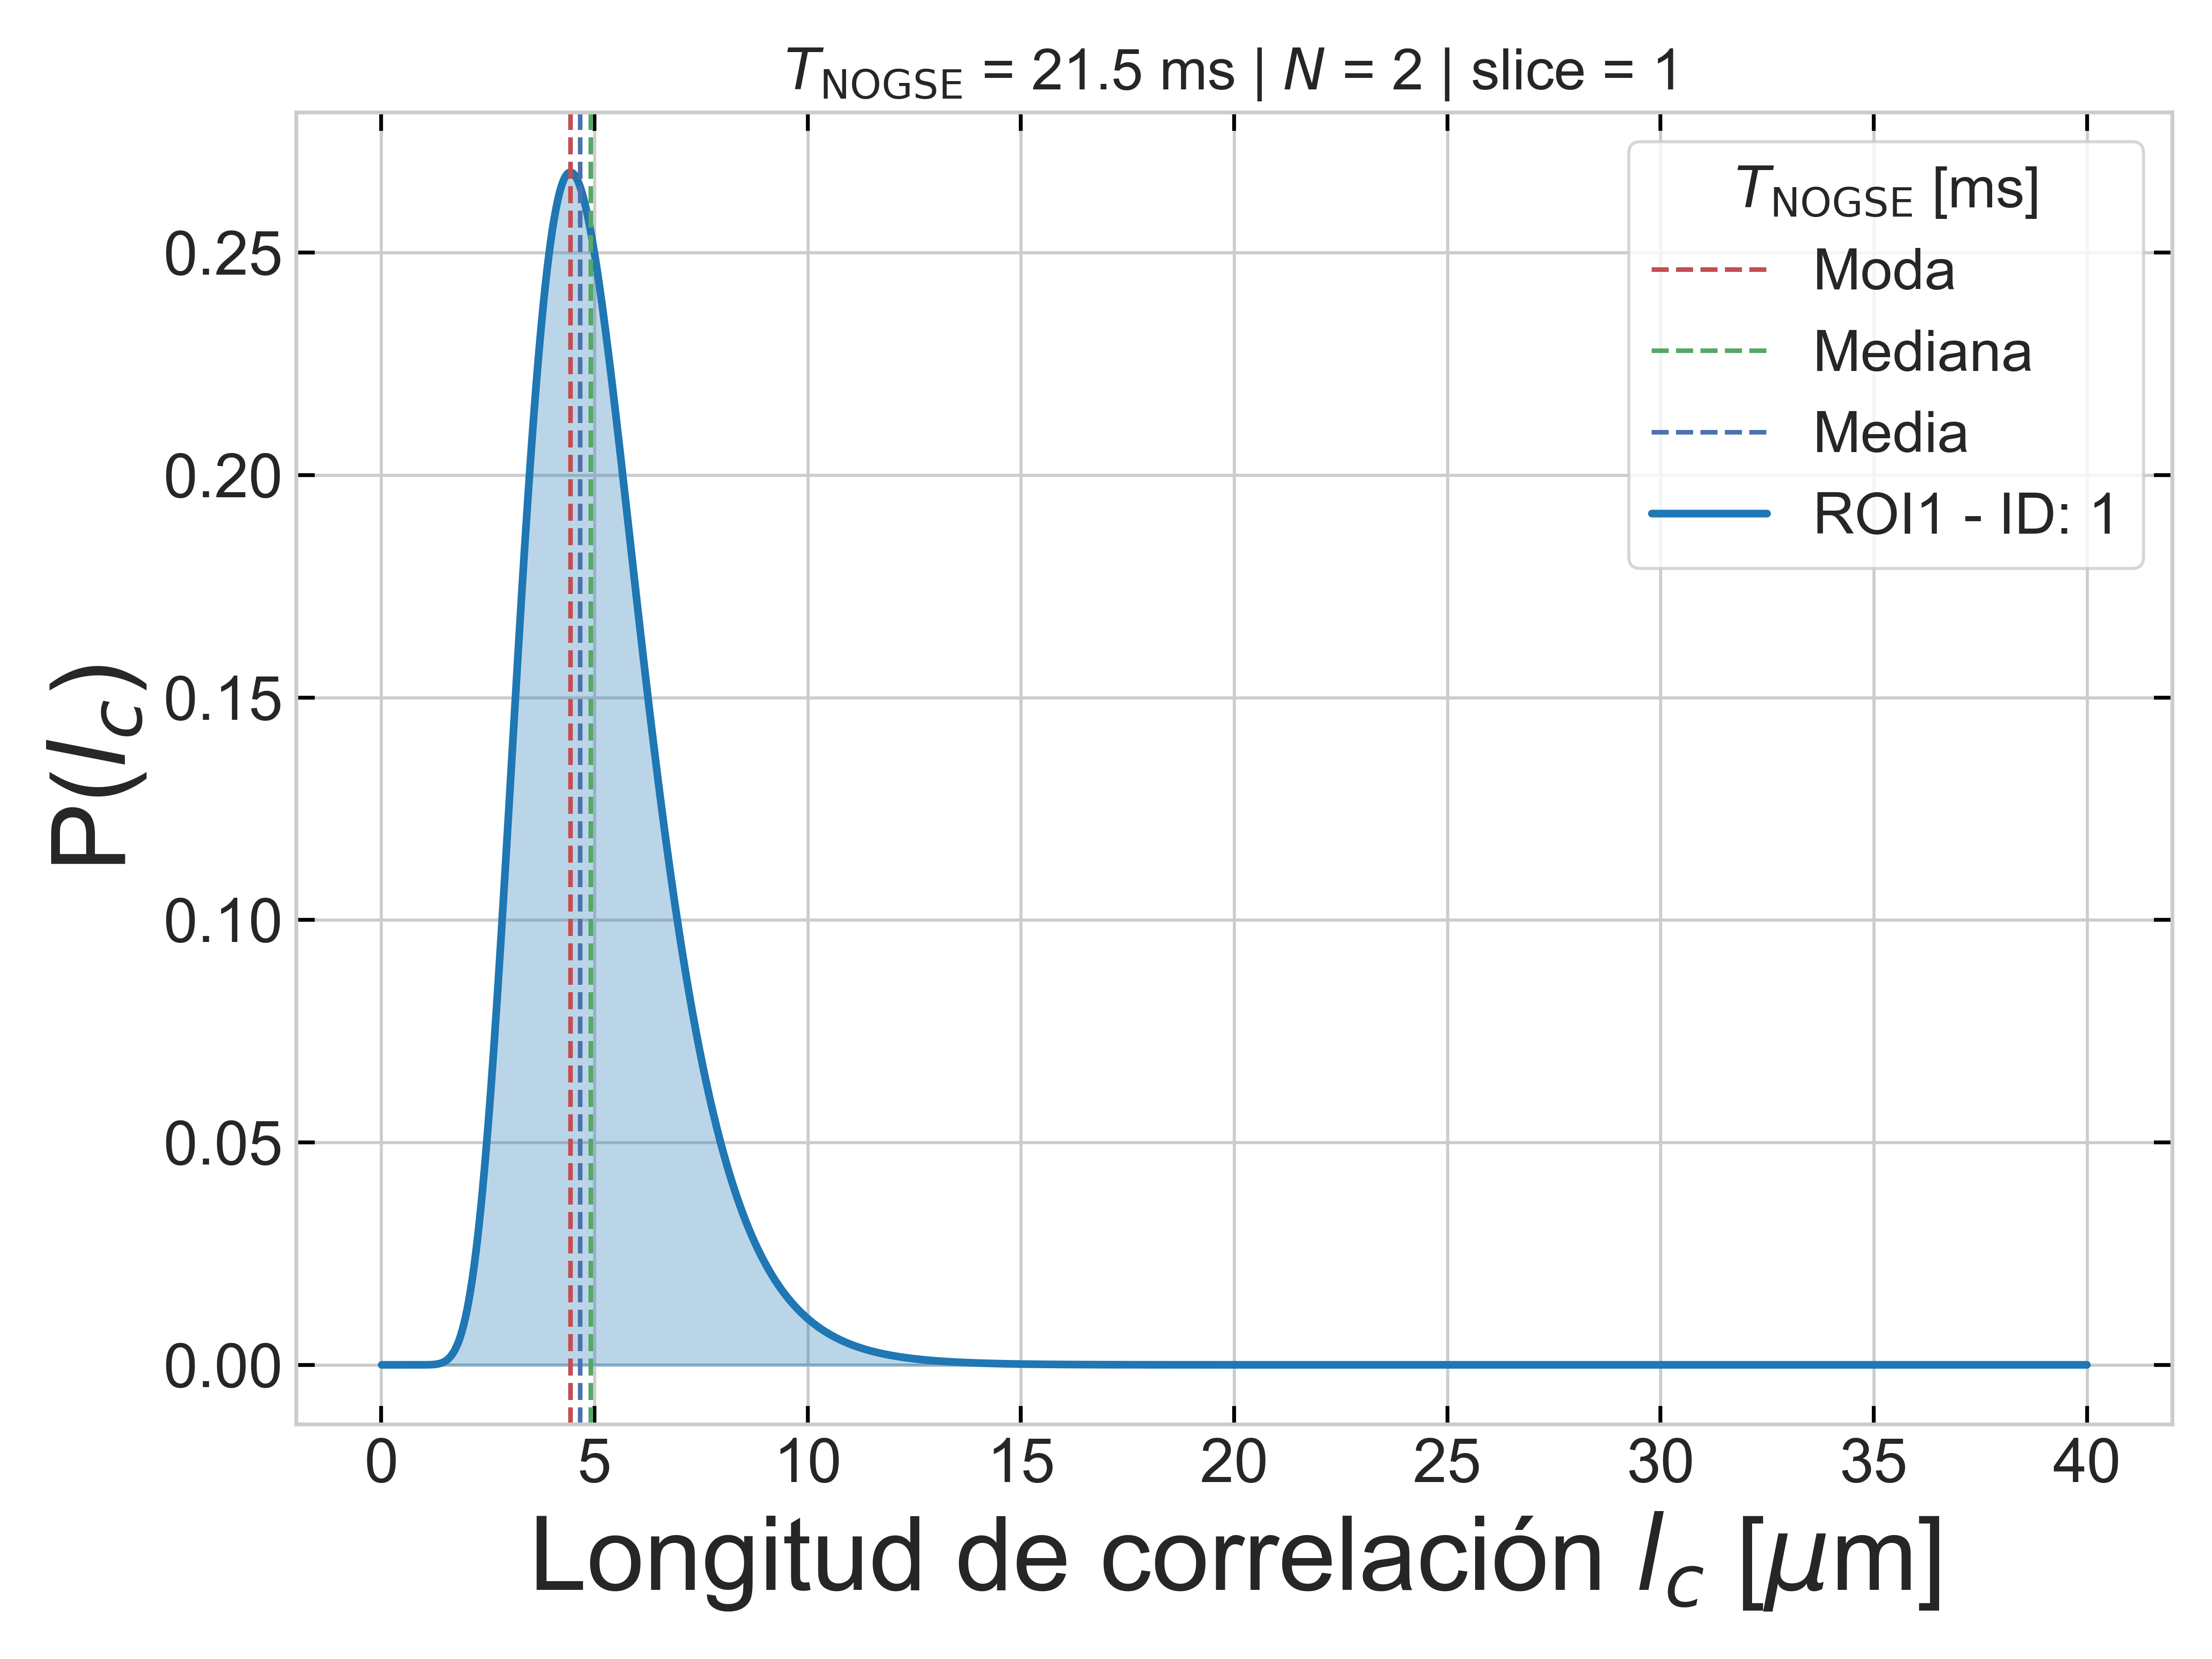 T_NOGSE = 21.5 ms | N = 2 | slice = 1
T_NOGSE [ms]
Moda
Mediana
Media
ROI1 - ID: 1
P(l_c)
0.25
0.20
0.15
0.10
0.05
0.00
0 5 10 15 20 25 30 35 40
Longitud de correlación l_c [μm]